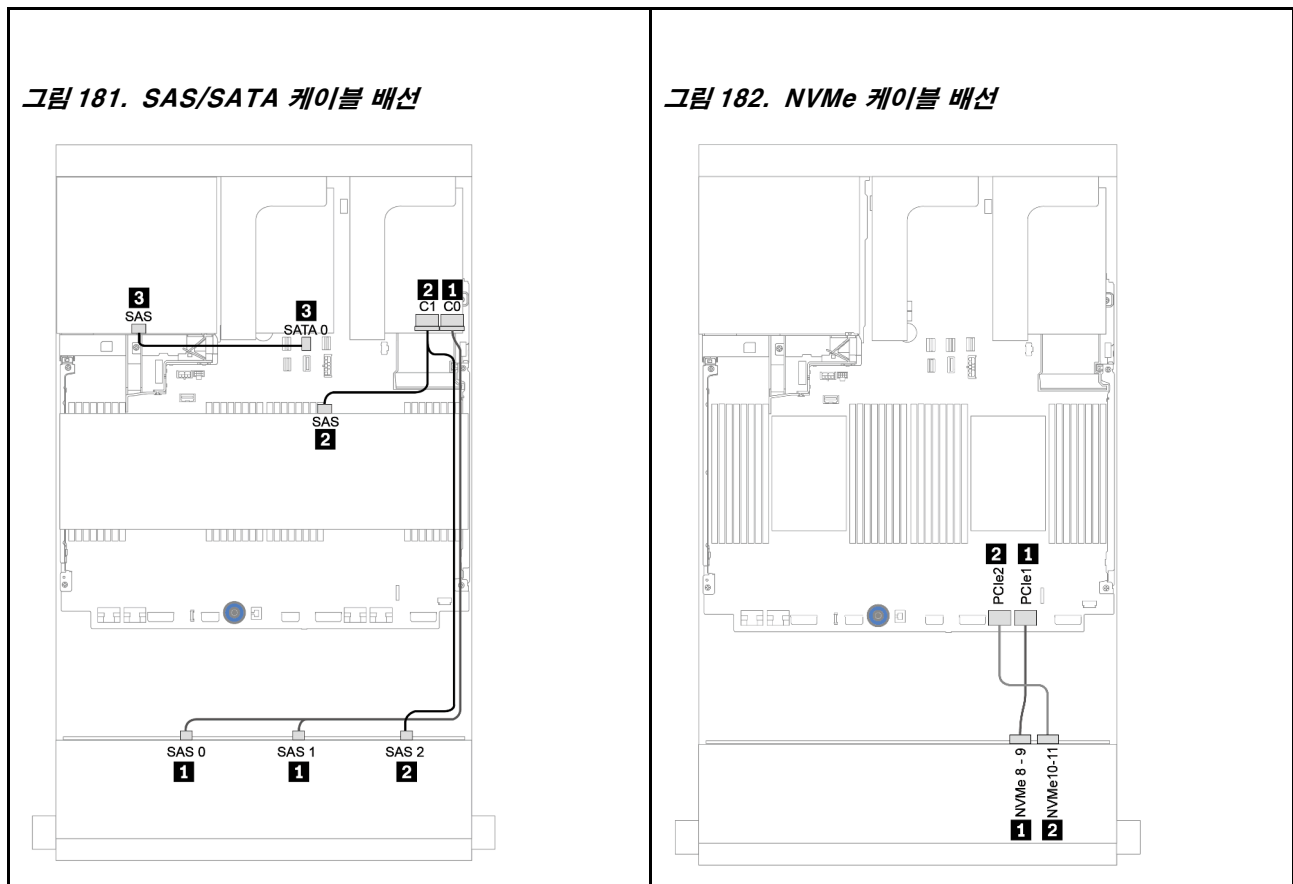 그림 181. SAS/SATA 케이블 배선
3
SAS
3
SATA 0
2 1
C1 C0
SAS
2
SAS 0
1
SAS 1
1
SAS 2
2
그림 182. NVMe 케이블 배선
2 1
PCIe2
PCIe1
NVMe 8 - 9
NVMe10-11
1 2